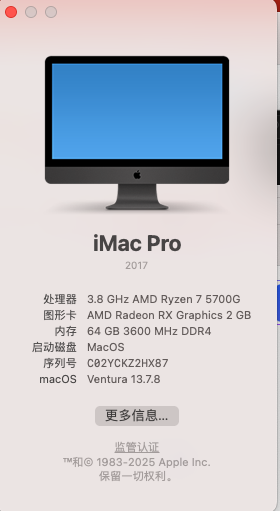 iMac Pro
2017
处理器 3.8 GHz AMD Ryzen 7 5700G
图形卡 AMD Radeon RX Graphics 2 GB
内存 64 GB 3600 MHz DDR4
启动磁盘 MacOS
序列号 C02YCKZ2HX87
macOS Ventura 13.7.8
更多信息...
监管认证
™和© 1983-2025 Apple Inc.
保留一切权利。